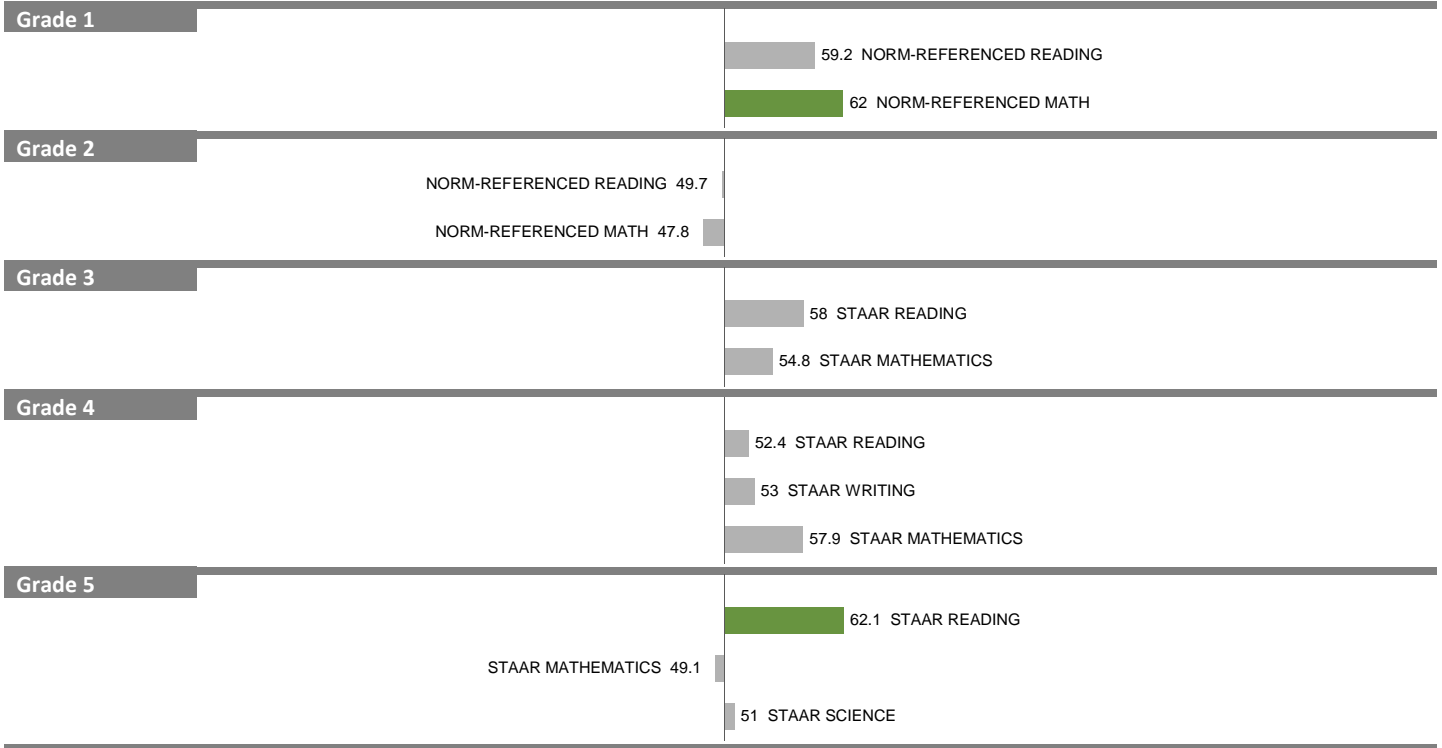 Grade 1
59.2 NORM-REFERENCED READING
62 NORM-REFERENCED MATH
Grade 2
NORM-REFERENCED READING 49.7
NORM-REFERENCED MATH 47.8
Grade 3
58 STAAR READING
54.8 STAAR MATHEMATICS
Grade 4
52.4 STAAR READING
53 STAAR WRITING
57.9 STAAR MATHEMATICS
Grade 5
62.1 STAAR READING
STAAR MATHEMATICS 49.1
51 STAAR SCIENCE